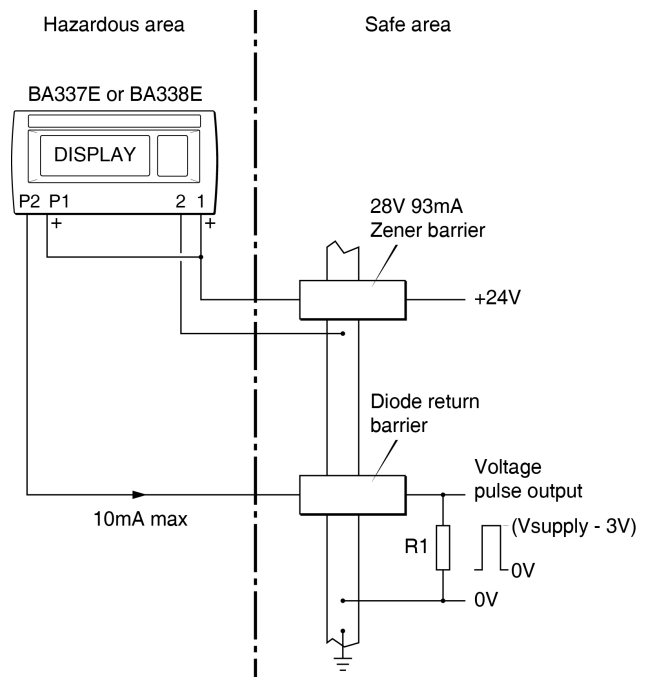 Hazardous area
Safe area
BA337E or BA338E
DISPLAY
P2 P1
2 1
+
+
28V 93mA
Zener barrier
+24V
Diode return
barrier
Voltage
pulse output
10mA max
(Vsupply - 3V)
R1
0V
0V